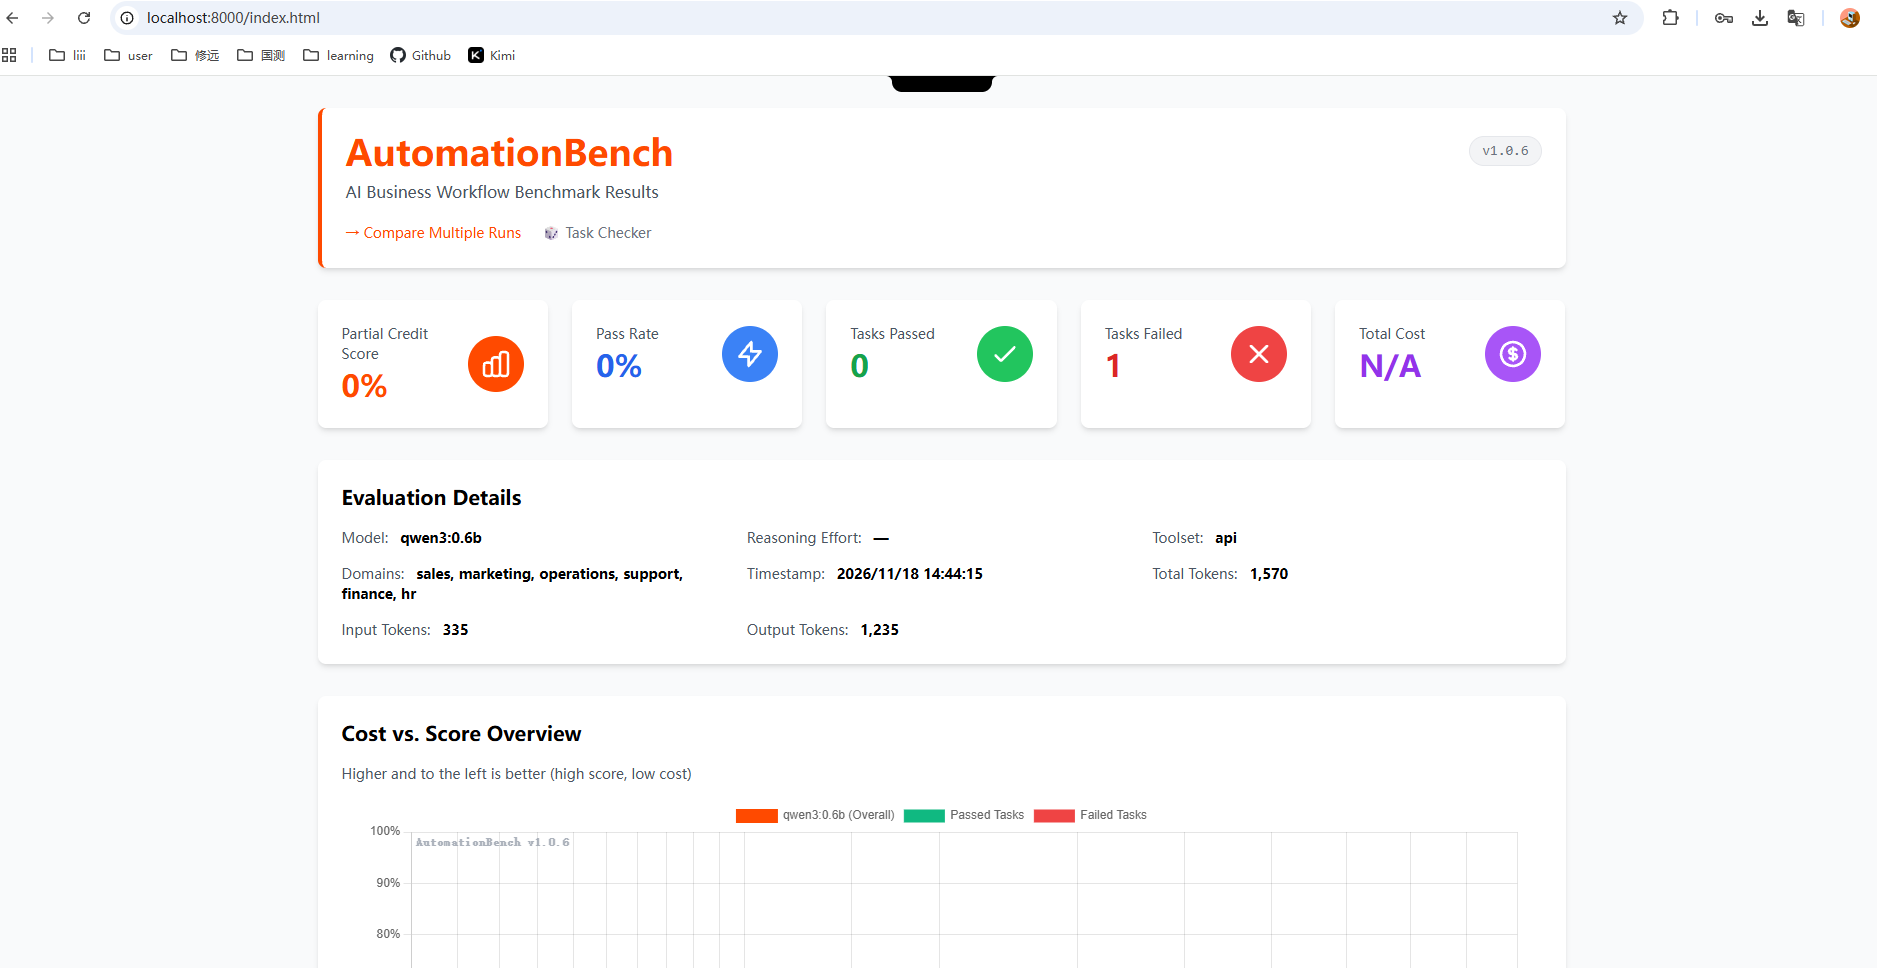 localhost:8000/index.html
liii user 修远 国测 learning Github Kimi
AutomationBench
v1.0.6
AI Business Workflow Benchmark Results
→ Compare Multiple Runs Task Checker
Partial Credit Score
0%
Pass Rate
0%
Tasks Passed
0
Tasks Failed
1
Total Cost
N/A
Evaluation Details
Model: qwen3:0.6b
Reasoning Effort: —
Toolset: api
Domains: sales, marketing, operations, support,
finance, hr
Timestamp: 2026/11/18 14:44:15
Total Tokens: 1,570
Input Tokens: 335
Output Tokens: 1,235
Cost vs. Score Overview
Higher and to the left is better (high score, low cost)
qwen3:0.6b (Overall) Passed Tasks Failed Tasks
100%
AutomationBench v1.0.6
90%
80%